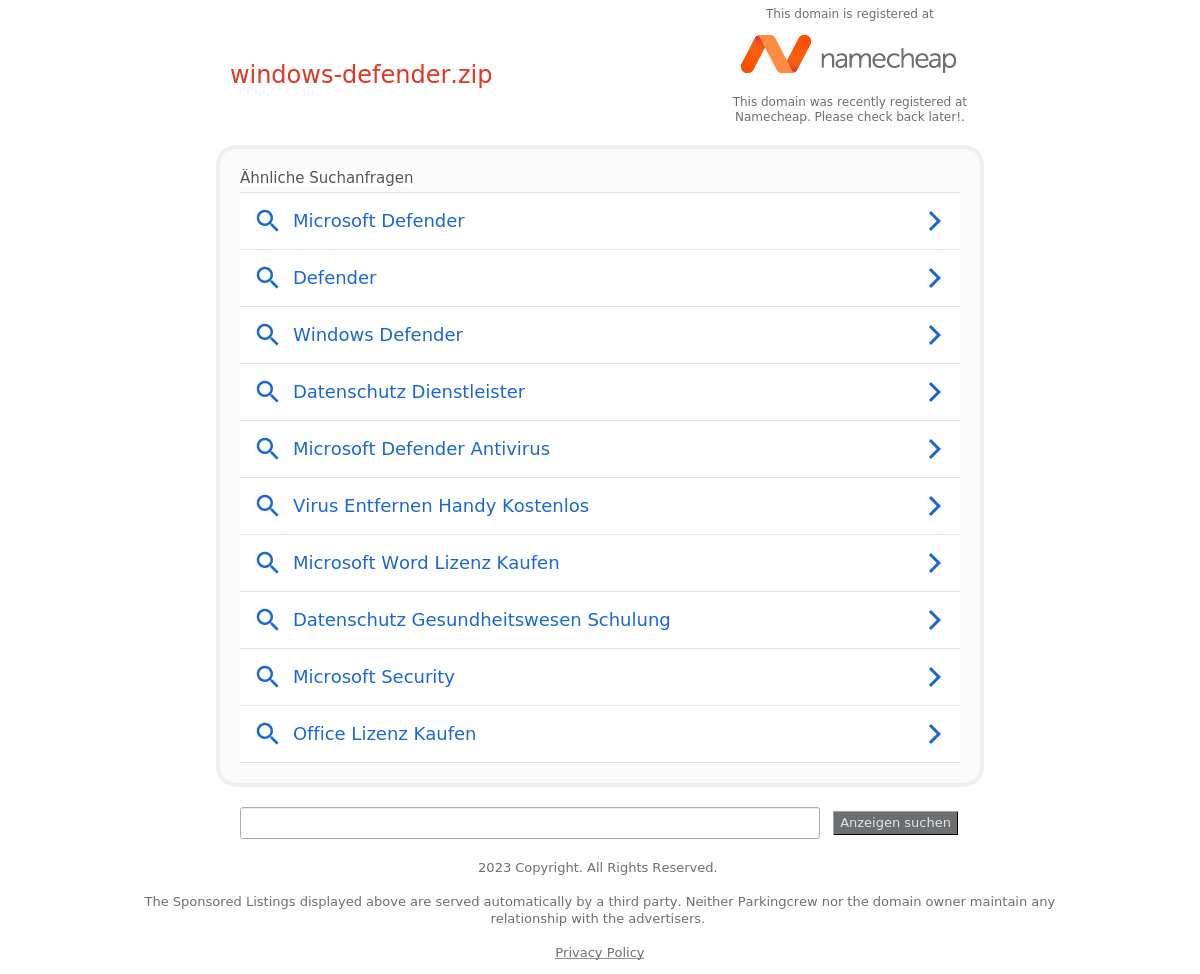 This domain is registered at
namecheap
windows-defender.zip
This domain was recently registered at
Namecheap. Please check back later!.
Ähnliche Suchanfragen
Microsoft Defender
Defender
Windows Defender
Datenschutz Dienstleister
Microsoft Defender Antivirus
Virus Entfernen Handy Kostenlos
Microsoft Word Lizenz Kaufen
Datenschutz Gesundheitswesen Schulung
Microsoft Security
Office Lizenz Kaufen
Anzeigen suchen
2023 Copyright. All Rights Reserved.
The Sponsored Listings displayed above are served automatically by a third party. Neither Parkingcrew nor the domain owner maintain any
relationship with the advertisers.
Privacy Policy